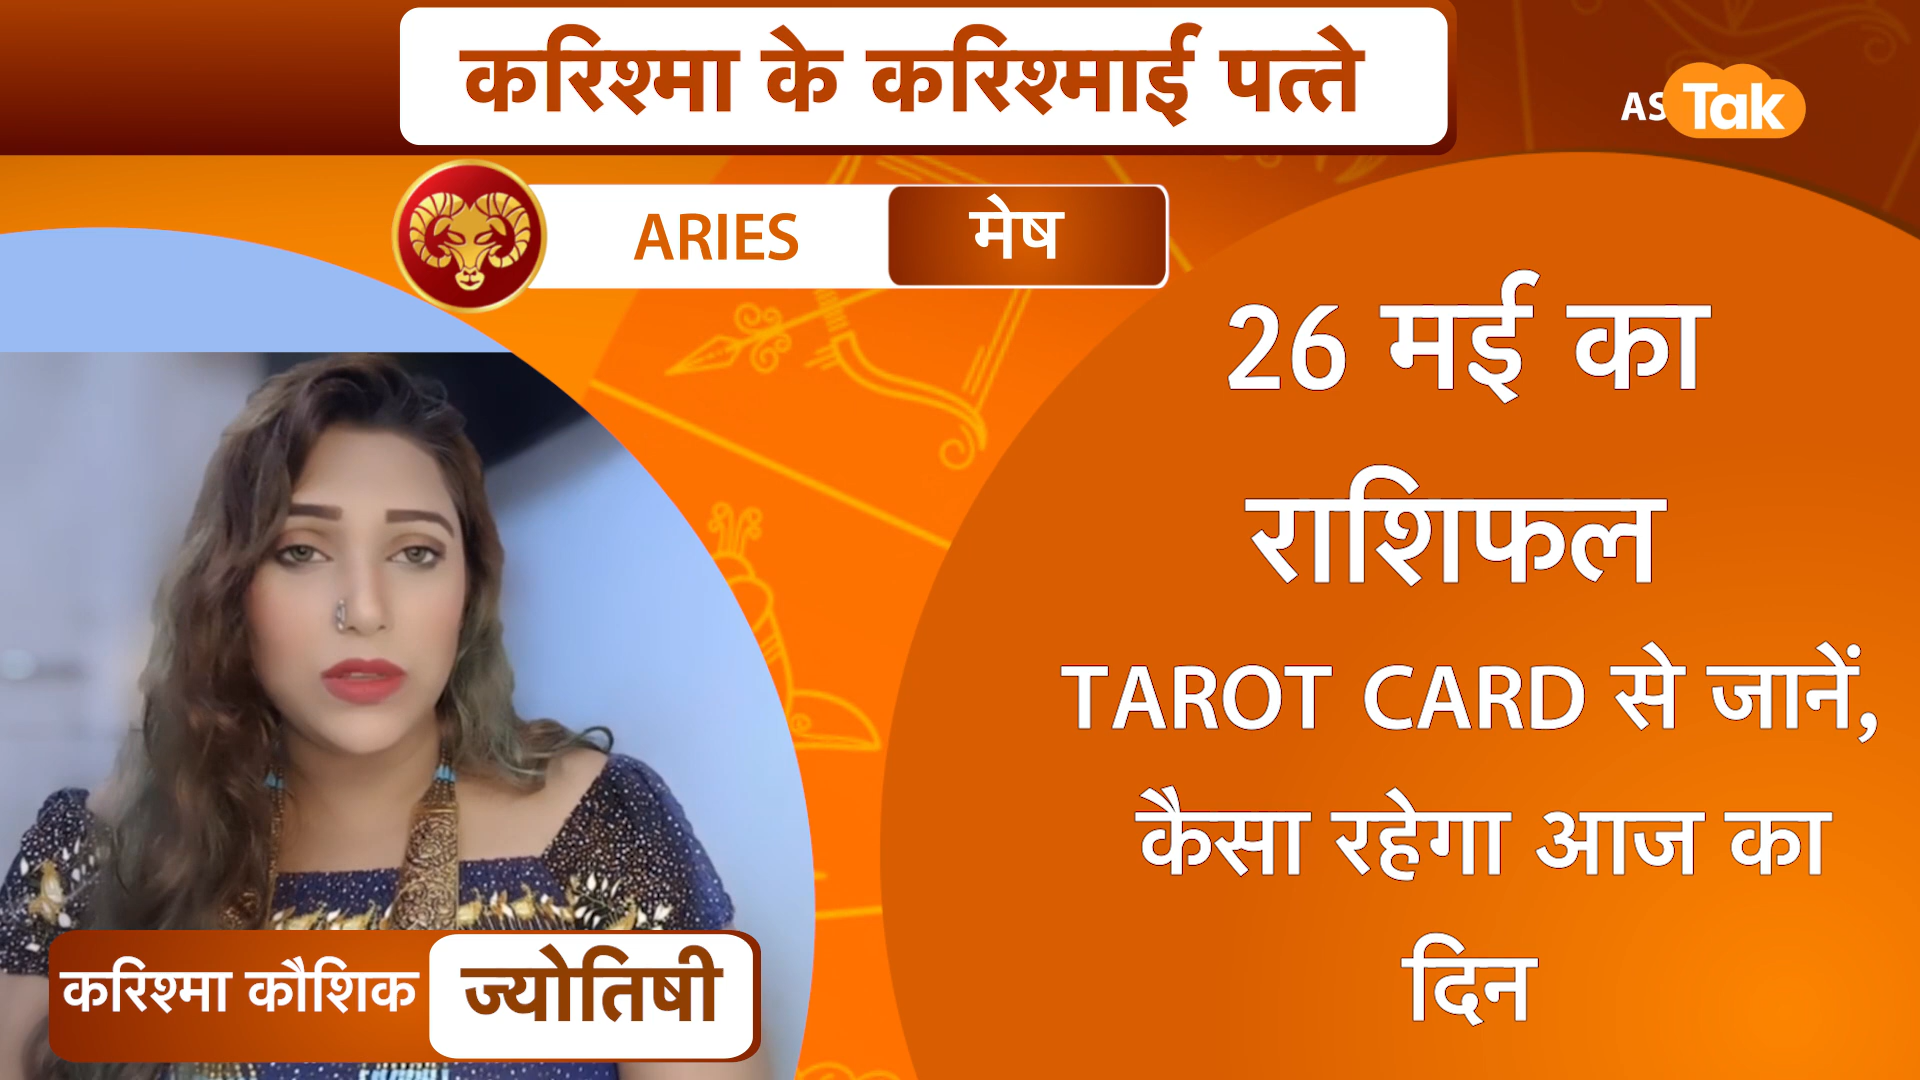 करिश्मा के करिश्माई पत्ते
AS Tak
ARIES मेष
26 मई का
राशिफल
TAROT CARD से जानें,
कैसा रहेगा आज का
दिन
करिश्मा कौशिक ज्योतिषी